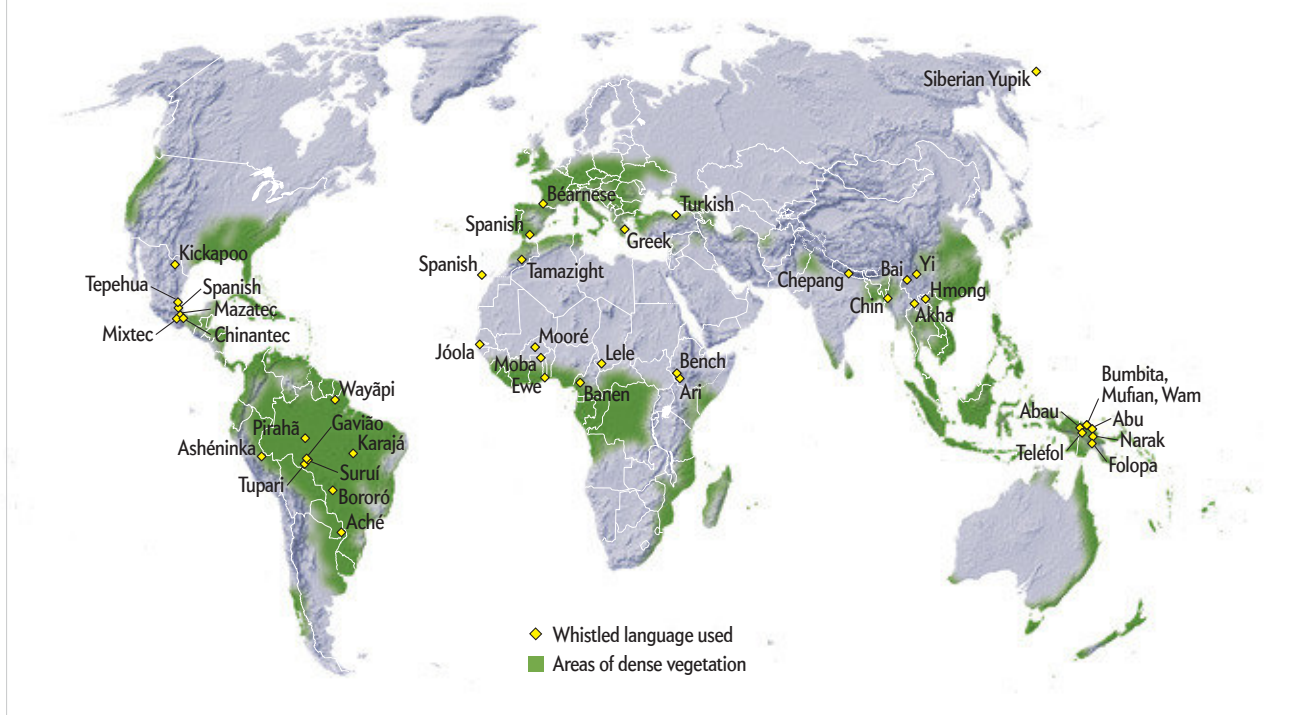 Siberian Yupik
Béarnese
Turkish
Spanish
Greek
Kickapoo
Spanish
Tamazight
Chepang
Bai
Yi
Tepehua
Spanish
Mazatec
Chin
Hmong
Akha
Mixtec
Chinantec
Jóola
Mooré
Moba
Lele
Bench
Ewe
Banen
Ari
Bumbita,
Mufian, Wam
Wayãpi
Abau
Abu
Pirahã
Gavião
Karajá
Narak
Ashéninka
Telefol
Folopa
Suruí
Tupari
Bororó
Aché
Whistled language used
Areas of dense vegetation